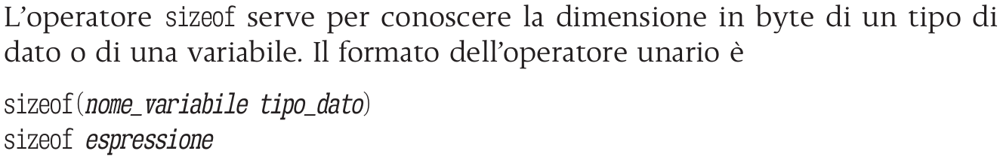 L’operatore sizeof serve per conoscere la dimensione in byte di un tipo di
dato o di una variabile. Il formato dell’operatore unario è
sizeof(nome_variabile tipo_dato)
sizeof espressione